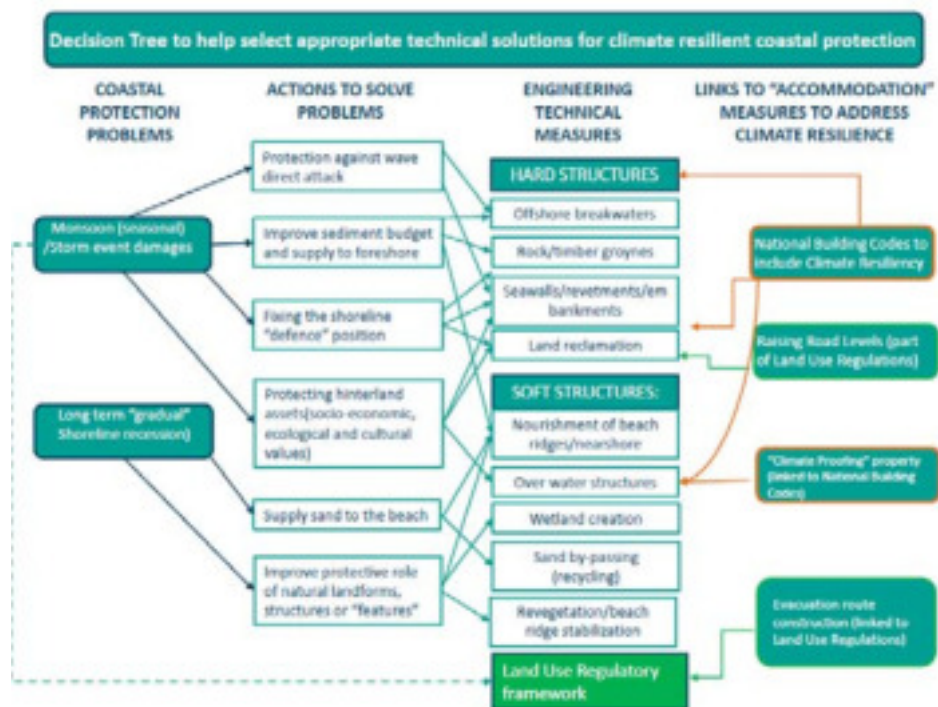 Decision Tree to help select appropriate technical solutions for climate resilient coastal protection
COASTAL
PROTECTION
PROBLEMS
ACTIONS TO SOLVE
PROBLEMS
ENGINEERING
TECHNICAL
MEASURES
LINKS TO "ACCOMMODATION"
MEASURES TO ADDRESS
CLIMATE RESILIENCE
Monsoon (seasonal)
/Storm event damages
Long term "gradual"
Shoreline recession)
Protection against wave
direct attack
Improve sediment budget
and supply to foreshore
Fixing the shoreline
"defence" position
Protecting hinterland
assets(socio-economic,
ecological and cultural
values)
Supply sand to the beach
Improve protective role
of natural landforms,
structures or "features"
HARD STRUCTURES
Offshore breakwaters
Rock/timber groynes
Seawalls/revetments/em
bankments
Land reclamation
SOFT STRUCTURES:
Nourishment of beach
ridges/nearshore
Over water structures
Wetland creation
Sand by-passing
(recycling)
Revegetation/beach
ridge stabilization
Land Use Regulatory
framework
National Building Codes to
include Climate Resiliency
Raising Road Levels (part
of Land Use Regulations)
"Climate Proofing" property
(linked to National Building
Codes)
Evacuation route
construction (linked to
Land Use Regulations)